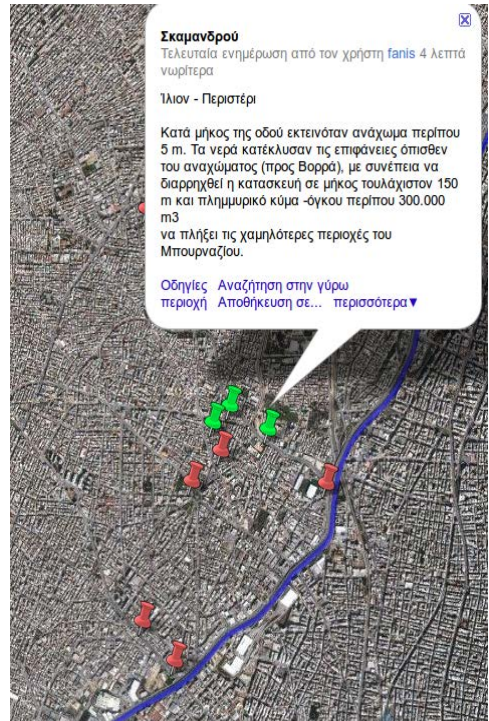 Σκαμανδρού
Τελευταία ενημέρωση από τον χρήστη fanis 4 λεπτά
νωρίτερα
Ίλιον - Περιστέρι
Κατά μήκος της οδού εκτεινόταν ανάχωμα περίπου
5 m. Τα νερά κατέκλυσαν τις επιφάνειες όπισθεν
του αναχώματος (προς Βορρά), με συνέπεια να
διαρρηχθεί η κατασκευή σε μήκος τουλάχιστον 150
m και πλημμυρικό κύμα -όγκου περίπου 300.000
m3
να πλήξει τις χαμηλότερες περιοχές του
Μπουρναζίου.
Οδηγίες Αναζήτηση στην γύρω
περιοχή Αποθήκευση σε... περισσότερα▼